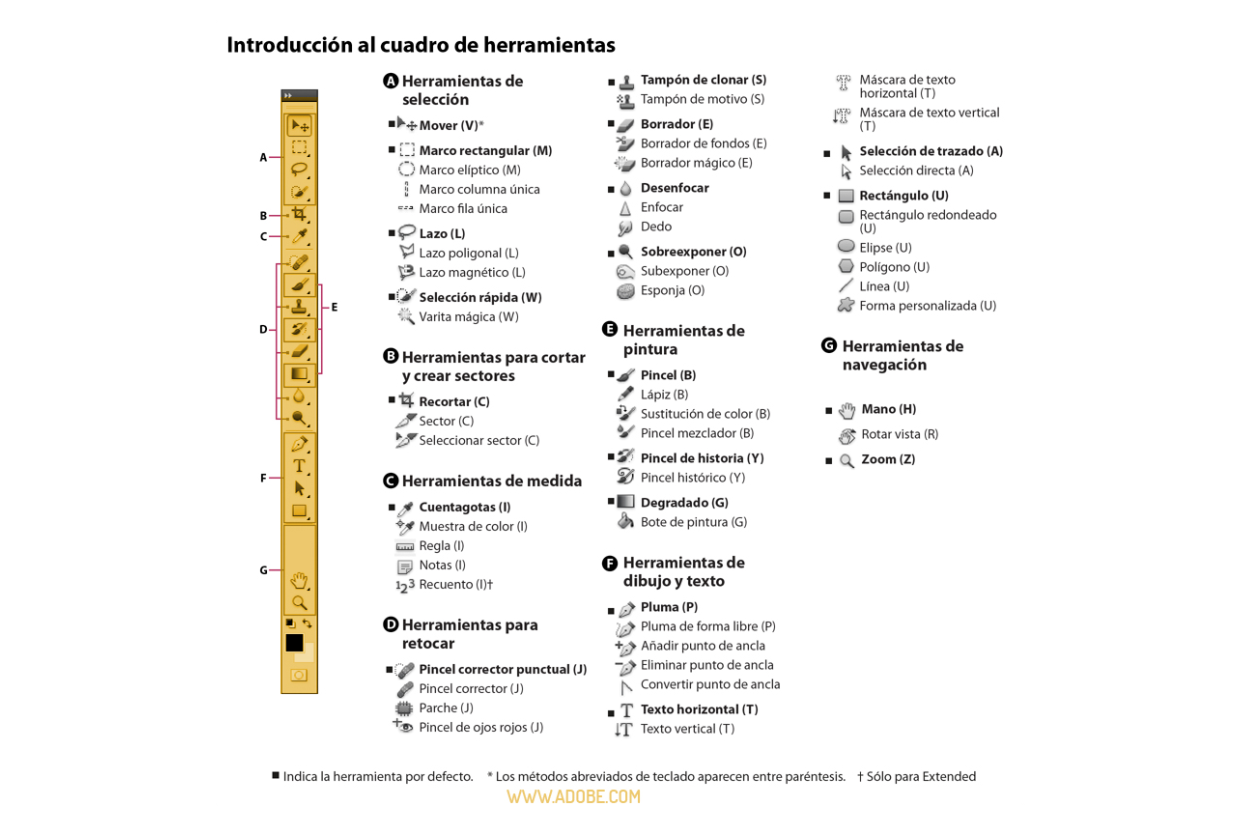 Introducción al cuadro de herramientas
A
B
C
D
E
F
G
A Herramientas de
selección
Mover (V)*
Marco rectangular (M)
Marco elíptico (M)
Marco columna única
Marco fila única
Lazo (L)
Lazo poligonal (L)
Lazo magnético (L)
Selección rápida (W)
Varita mágica (W)
B Herramientas para cortar
y crear sectores
Recortar (C)
Sector (C)
Seleccionar sector (C)
C Herramientas de medida
Cuentagotas (I)
Muestra de color (I)
Regla (I)
Notas (I)
123 Recuento (I)†
D Herramientas para
retocar
Pincel corrector punctual (J)
Pincel corrector (J)
Parche (J)
Pincel de ojos rojos (J)
Tampón de clonar (S)
Tampón de motivo (S)
Borrador (E)
Borrador de fondos (E)
Borrador mágico (E)
Desenfocar
Enfocar
Dedo
Sobreexponer (O)
Subexponer (O)
Esponja (O)
E Herramientas de
pintura
Pincel (B)
Lápiz (B)
Sustitución de color (B)
Pincel mezclador (B)
Pincel de historia (Y)
Pincel histórico (Y)
Degradado (G)
Bote de pintura (G)
F Herramientas de
dibujo y texto
Pluma (P)
Pluma de forma libre (P)
Añadir punto de ancla
Eliminar punto de ancla
Convertir punto de ancla
T Texto horizontal (T)
T Texto vertical (T)
Máscara de texto
horizontal (T)
Máscara de texto vertical
(T)
Selección de trazado (A)
Selección directa (A)
Rectángulo (U)
Rectángulo redondeado
(U)
Elipse (U)
Polígono (U)
Línea (U)
Forma personalizada (U)
G Herramientas de
navegación
Mano (H)
Rotar vista (R)
Zoom (Z)
■ Indica la herramienta por defecto. * Los métodos abreviados de teclado aparecen entre paréntesis. † Sólo para Extended
WWW.ADOBE.COM